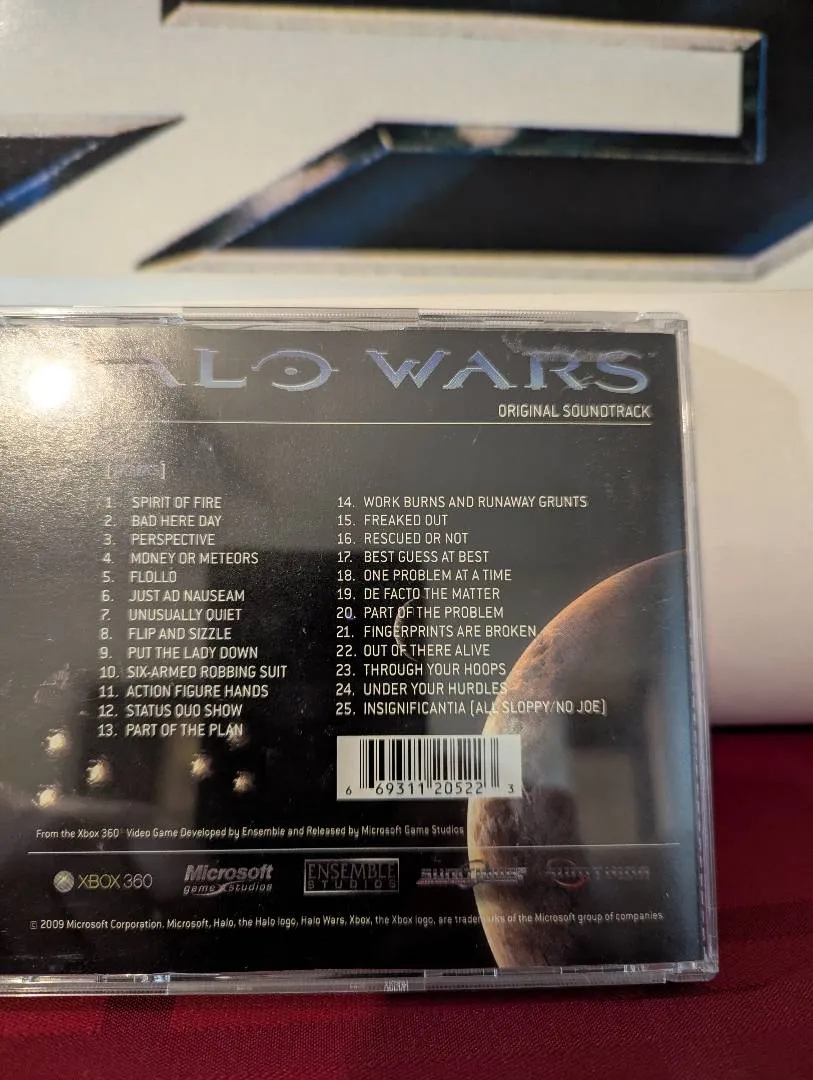 ALO WARS
ORIGINAL SOUNDTRACK
1. SPIRIT OF FIRE
2. BAD HERE DAY
3. PERSPECTIVE
4. MONEY OR METEORS
5. FLOLLO
6. JUST AD NAUSEAM
7. UNUSUALLY QUIET
8. FLIP AND SIZZLE
9. PUT THE LADY DOWN
10. SIX-ARMED ROBBING SUIT
11. ACTION FIGURE HANDS
12. STATUS QUO SHOW
13. PART OF THE PLAN
14. WORK BURNS AND RUNAWAY GRUNTS
15. FREAKED OUT
16. RESCUED OR NOT
17. BEST GUESS AT BEST
18. ONE PROBLEM AT A TIME
19. DE FACTO THE MATTER
20. PART OF THE PROBLEM
21. FINGERPRINTS ARE BROKEN
22. OUT OF THERE ALIVE
23. THROUGH YOUR HOOPS
24. UNDER YOUR HURDLES
25. INSIGNIFICANTIA (ALL SLOPPY/NO JOE)
6 69311 20522 3
From the Xbox 360 Video Game Developed by Ensemble and Released by Microsoft Game Studios
XBOX 360
Microsoft
game studios
ENSEMBLE
STUDIOS
© 2009 Microsoft Corporation. Microsoft, Halo, the Halo logo, Halo Wars, Xbox, the Xbox logo, are trademarks of the Microsoft group of companies